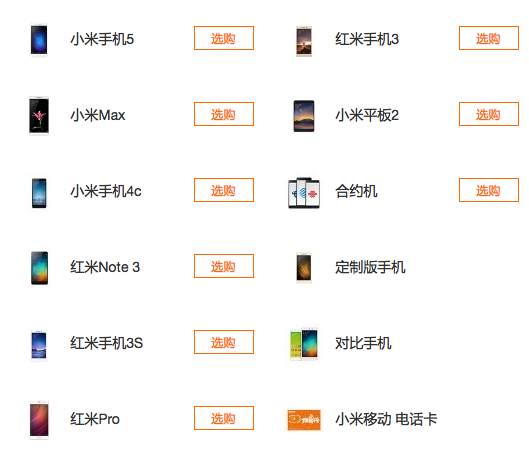 小米手机5 选购 红米手机3 选购
小米Max 选购 小米平板2 选购
小米手机4c 选购 合约机 选购
红米Note 3 选购 定制版手机
红米手机3S 选购 对比手机
红米Pro 选购 小米移动 电话卡